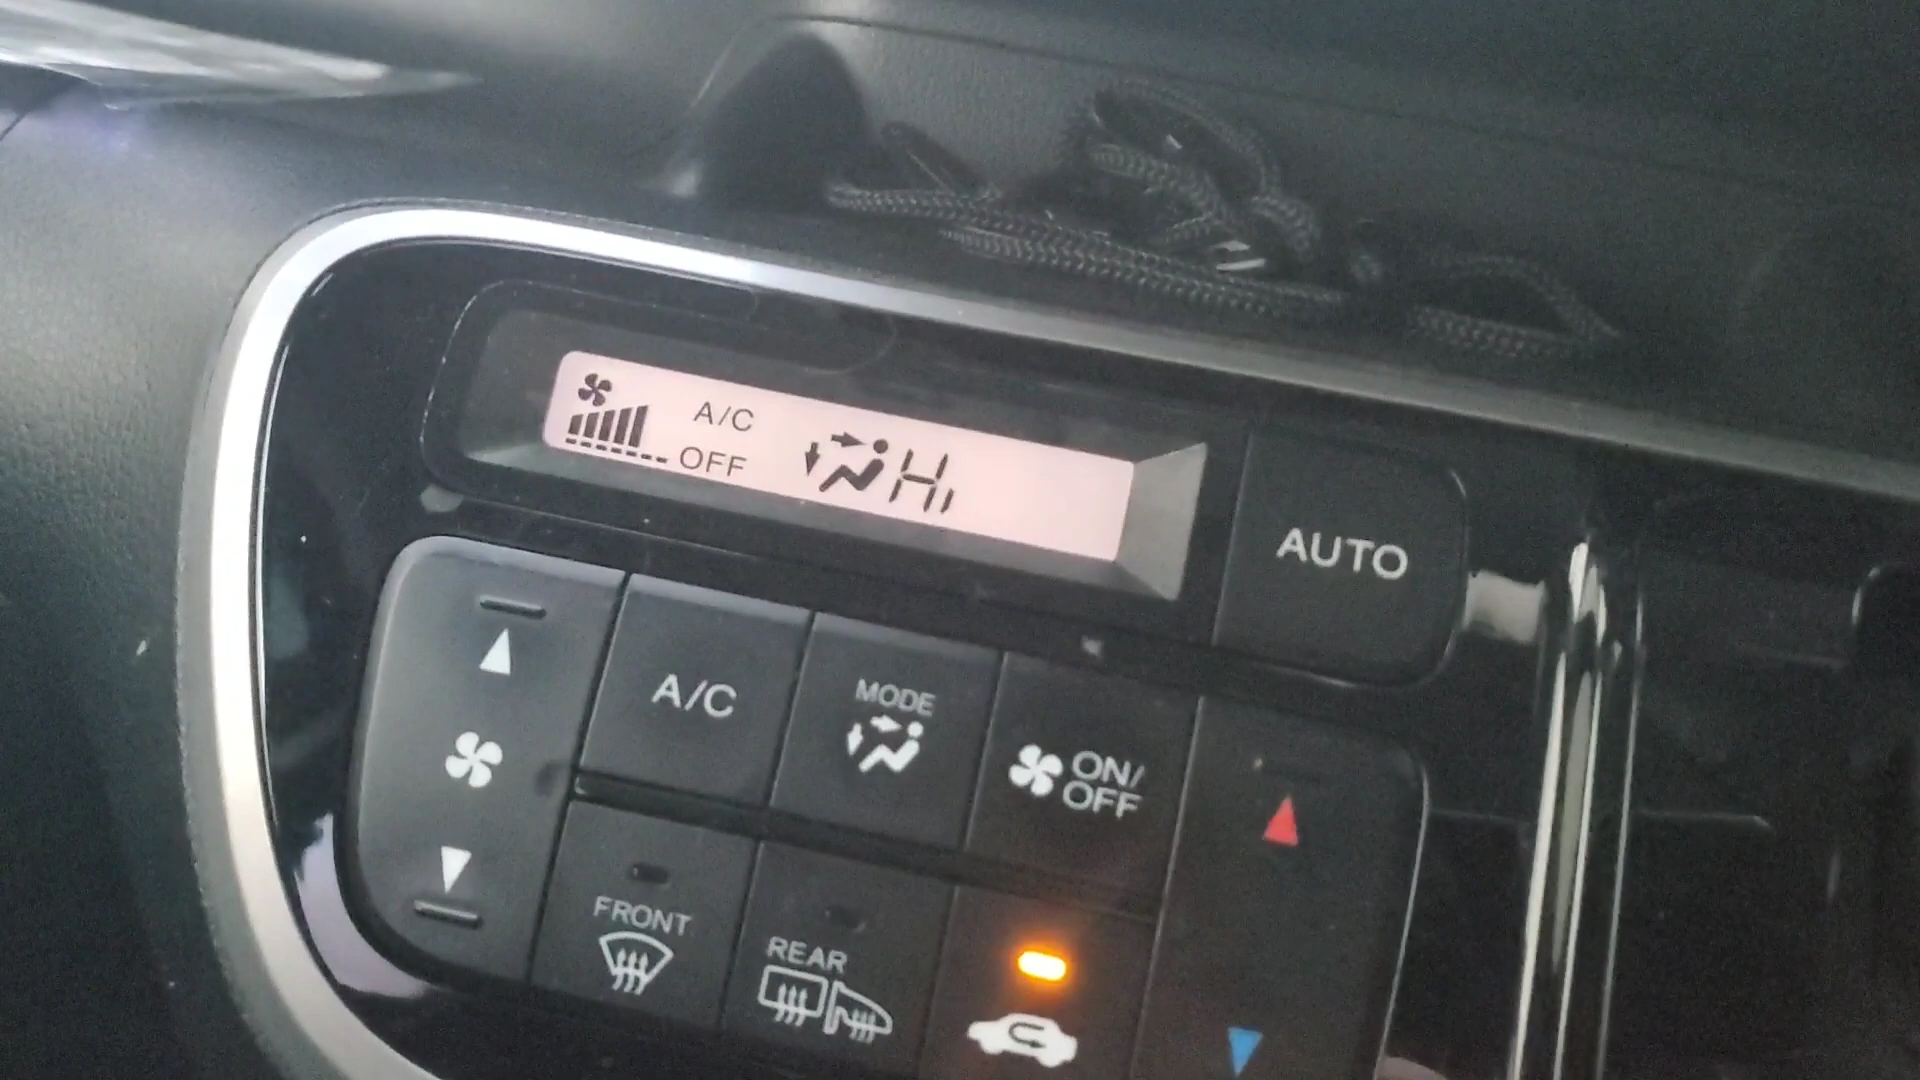 A/C
OFF
Hi
AUTO
A/C
MODE
ON/
OFF
FRONT
REAR